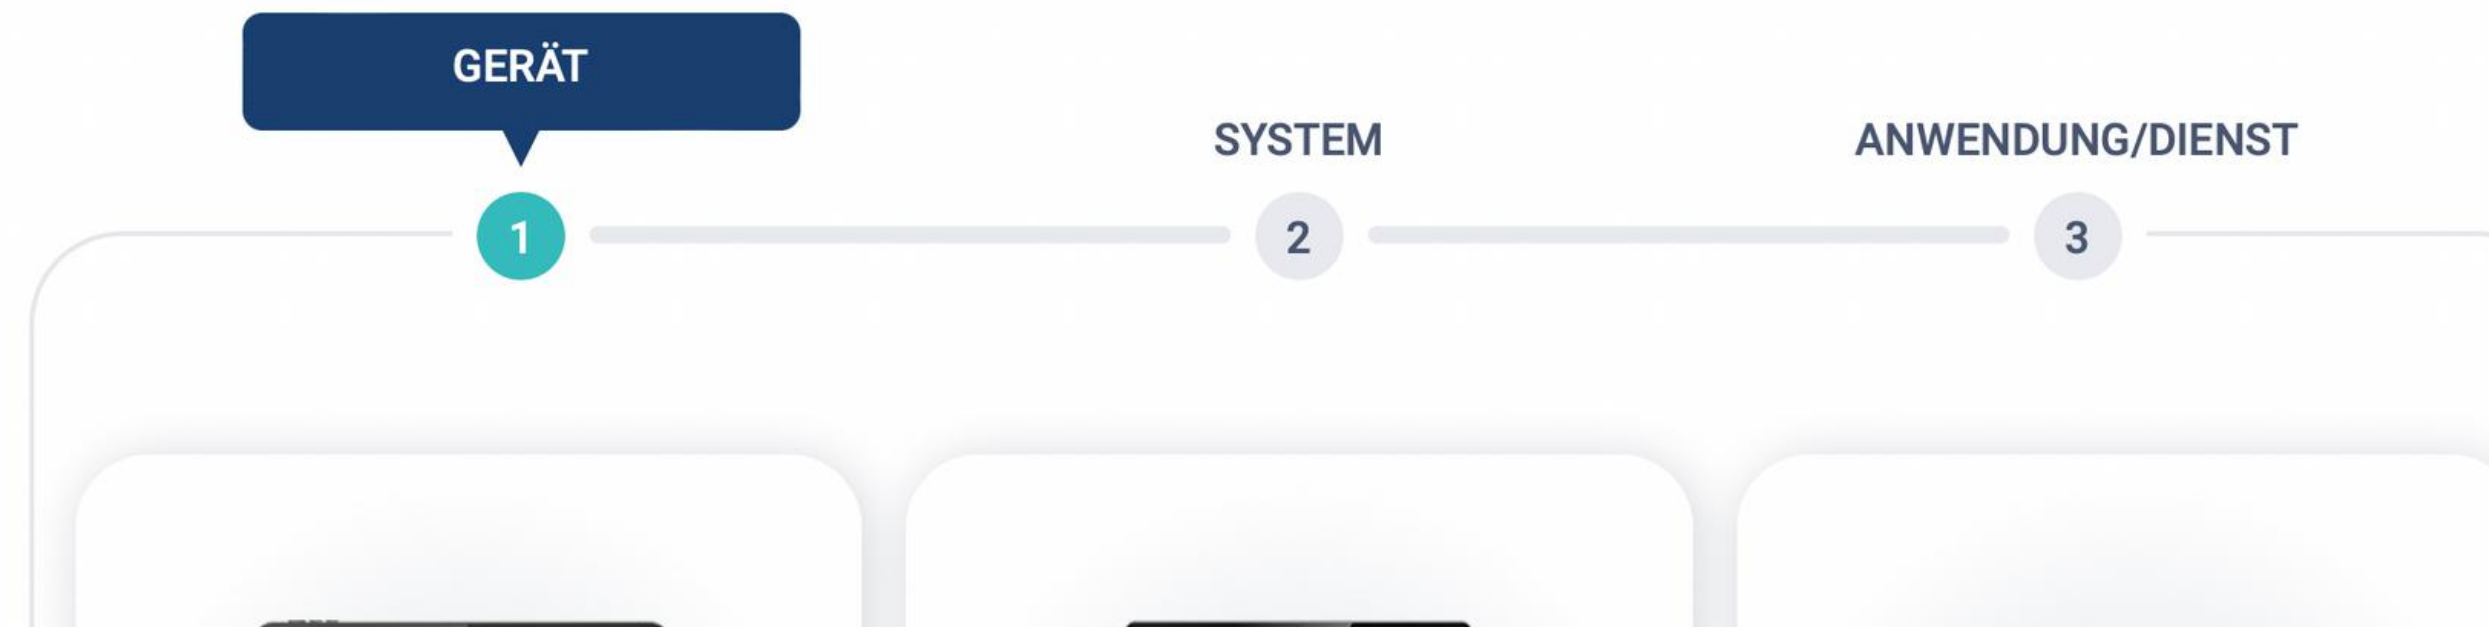 GERÄT
SYSTEM
ANWENDUNG/DIENST
1
2
3